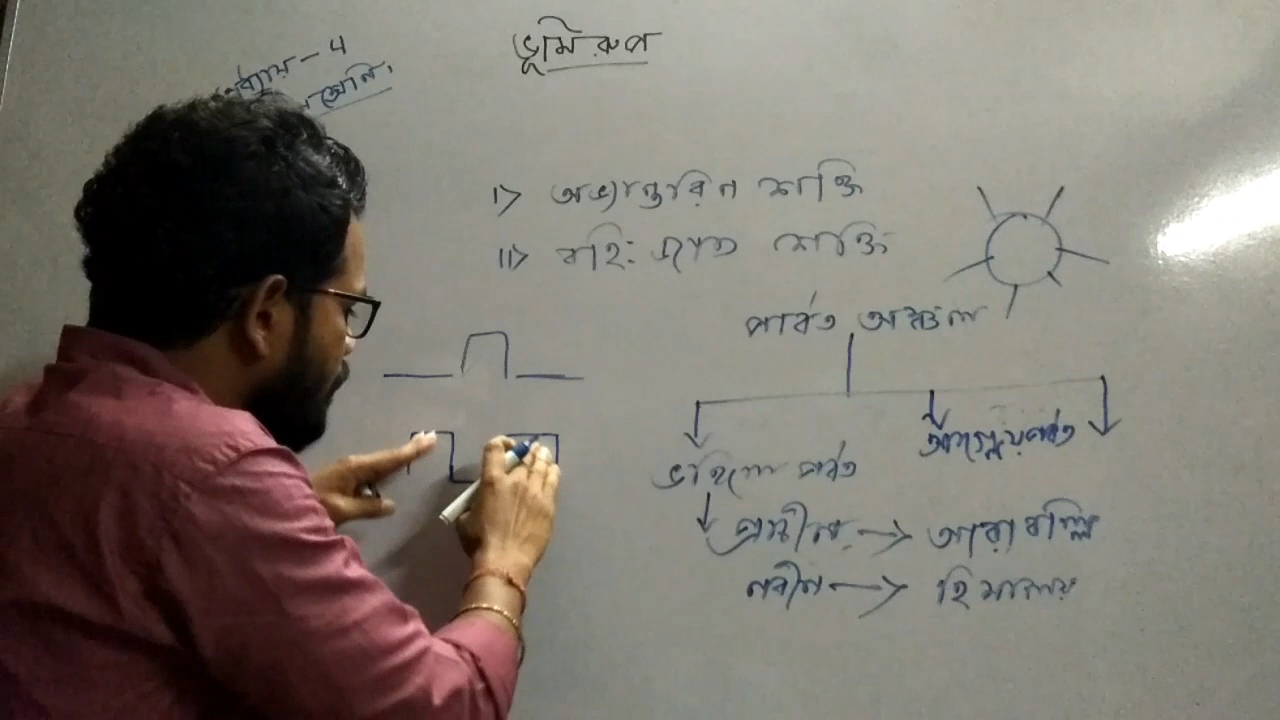 ভূমিরুপ
অধ্যায় - 4
শ্রেনি.
i> অভ্যান্তরিন শক্তি
ii> বহিঃ জাত শক্তি
পার্বত অঞ্চল
ভঙ্গিল পর্বত
আগ্নেয় পর্বত
প্রাচীন → আরাবল্লি
নবীন → হিমালয়